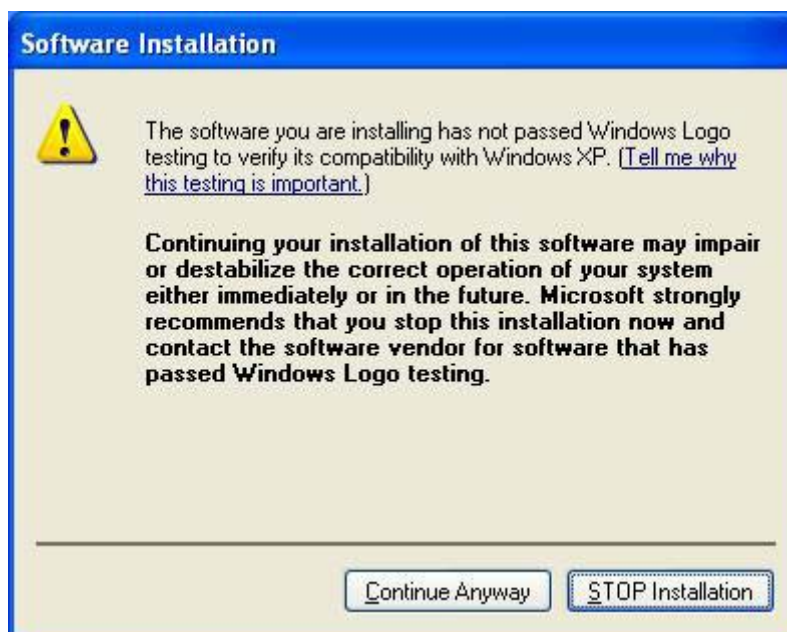 Software Installation
The software you are installing has not passed Windows Logo
testing to verify its compatibility with Windows XP. (Tell me why
this testing is important.)
Continuing your installation of this software may impair
or destabilize the correct operation of your system
either immediately or in the future. Microsoft strongly
recommends that you stop this installation now and
contact the software vendor for software that has
passed Windows Logo testing.
Continue Anyway
STOP Installation